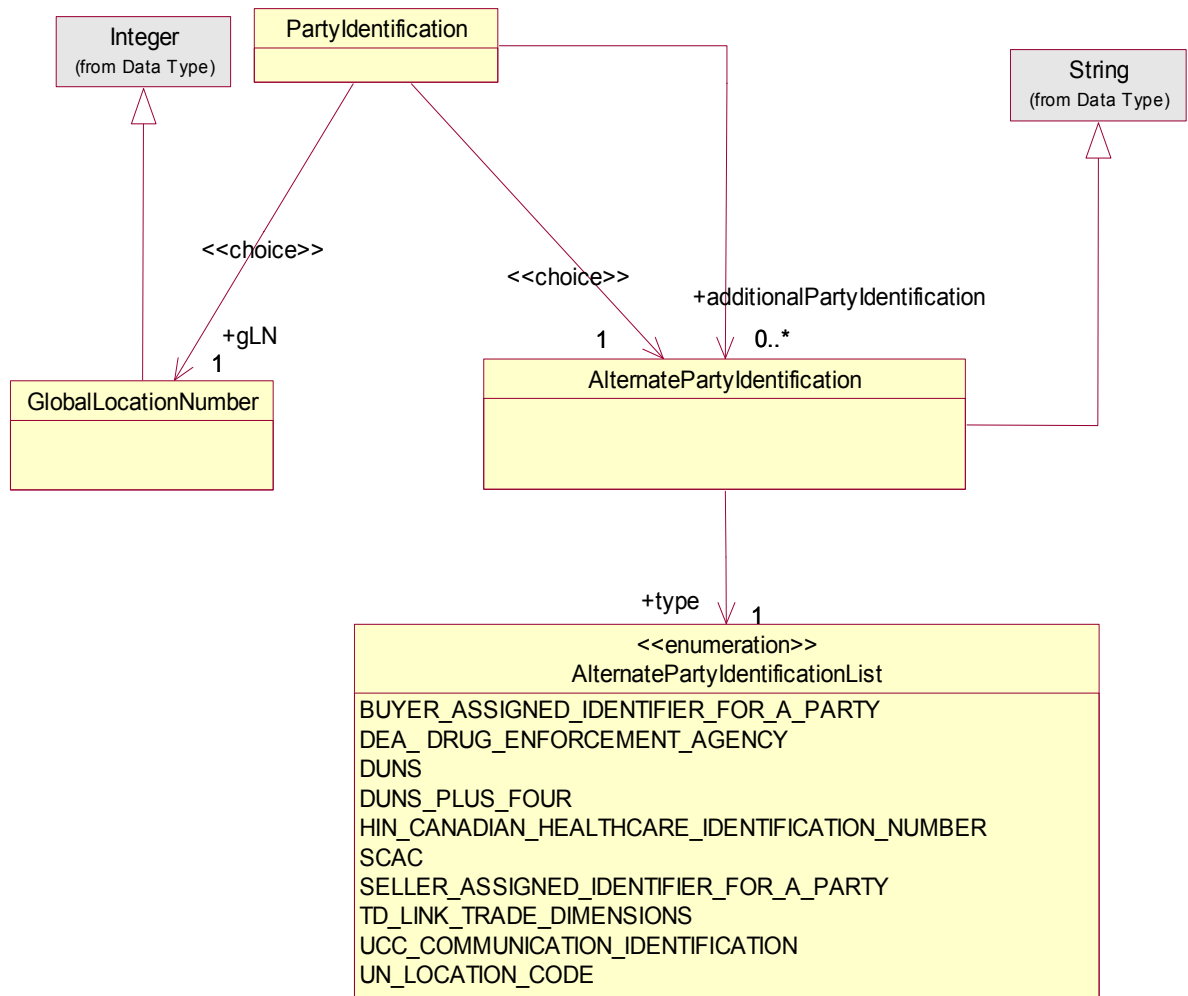 PartyIdentification
Integer
(from Data Type)
String
(from Data Type)
<<choice>>
<<choice>>
+additionalPartyIdentification
+gLN
1
1
0..*
AlternatePartyIdentification
GlobalLocationNumber
+type
1
<<enumeration>>
AlternatePartyIdentificationList
BUYER_ASSIGNED_IDENTIFIER_FOR_A_PARTY
DEA_ DRUG_ENFORCEMENT_AGENCY
DUNS
DUNS_PLUS_FOUR
HIN_CANADIAN_HEALTHCARE_IDENTIFICATION_NUMBER
SCAC
SELLER_ASSIGNED_IDENTIFIER_FOR_A_PARTY
TD_LINK_TRADE_DIMENSIONS
UCC_COMMUNICATION_IDENTIFICATION
UN_LOCATION_CODE